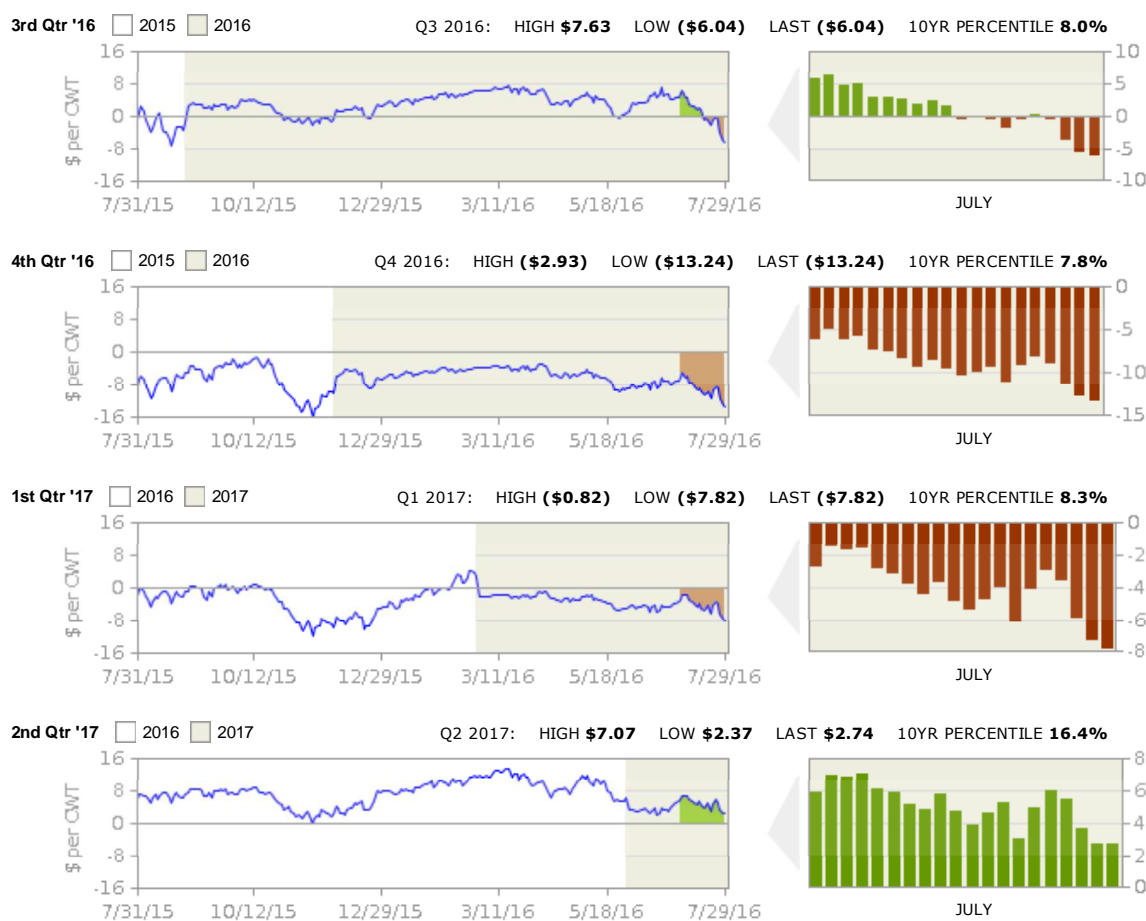 3rd Qtr '16 2015 2016 Q3 2016: HIGH $7.63 LOW ($6.04) LAST ($6.04) 10YR PERCENTILE 8.0%
16 10
8 5
0 0
-8 -5
-16 -10
$ per CWT
7/31/15 10/12/15 12/29/15 3/11/16 5/18/16 7/29/16
JULY
4th Qtr '16 2015 2016 Q4 2016: HIGH ($2.93) LOW ($13.24) LAST ($13.24) 10YR PERCENTILE 7.8%
16 0
8 -5
0
-8 -10
-16 -15
$ per CWT
7/31/15 10/12/15 12/29/15 3/11/16 5/18/16 7/29/16
JULY
1st Qtr '17 2016 2017 Q1 2017: HIGH ($0.82) LOW ($7.82) LAST ($7.82) 10YR PERCENTILE 8.3%
16 0
8 -2
0 -4
-8 -6
-16 -8
$ per CWT
7/31/15 10/12/15 12/29/15 3/11/16 5/18/16 7/29/16
JULY
2nd Qtr '17 2016 2017 Q2 2017: HIGH $7.07 LOW $2.37 LAST $2.74 10YR PERCENTILE 16.4%
16 8
8 6
0 4
-8 2
-16 0
$ per CWT
7/31/15 10/12/15 12/29/15 3/11/16 5/18/16 7/29/16
JULY